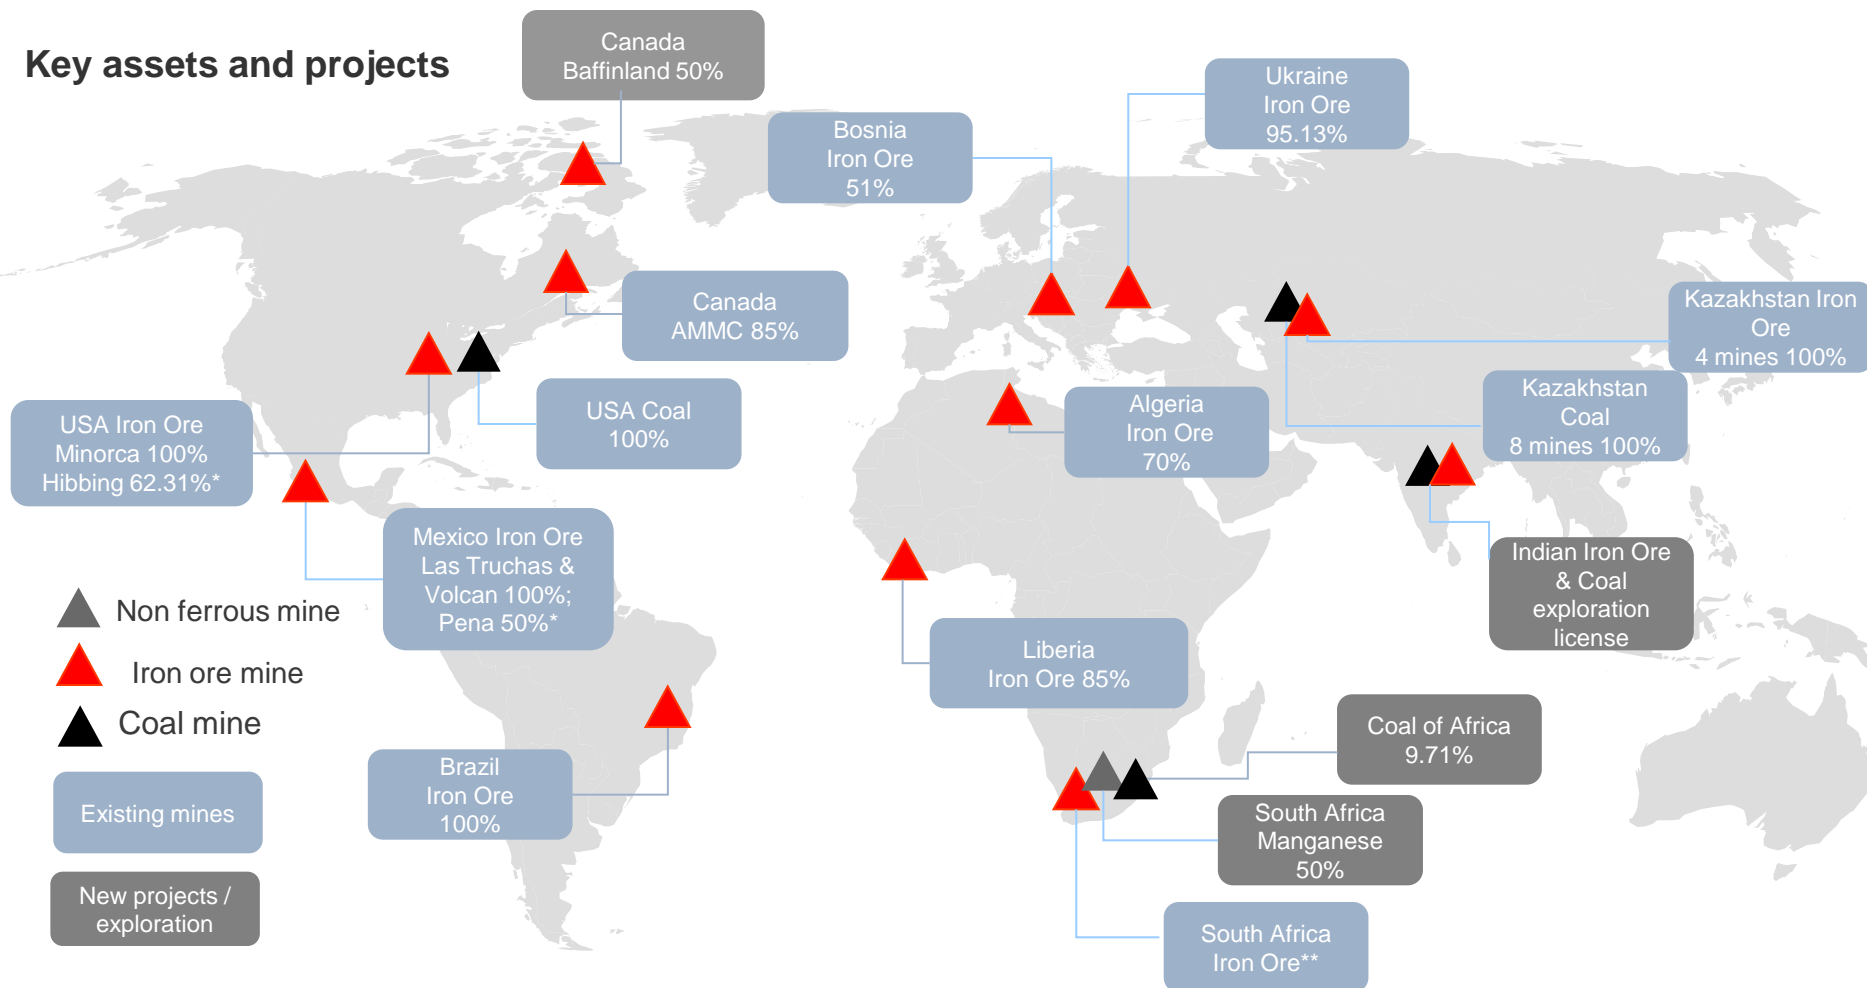 Key assets and projects
Canada
Baffinland 50%
Ukraine
Iron Ore
95.13%
Bosnia
Iron Ore
51%
Canada
AMMC 85%
Kazakhstan Iron
Ore
4 mines 100%
USA Iron Ore
Minorca 100%
Hibbing 62.31%*
USA Coal
100%
Algeria
Iron Ore
70%
Kazakhstan
Coal
8 mines 100%
Mexico Iron Ore
Las Truchas &
Volcan 100%;
Pena 50%*
Indian Iron Ore
& Coal
exploration
license
Non ferrous mine
Iron ore mine
Coal mine
Existing mines
New projects /
exploration
Liberia
Iron Ore 85%
Brazil
Iron Ore
100%
Coal of Africa
9.71%
South Africa
Manganese
50%
South Africa
Iron Ore**